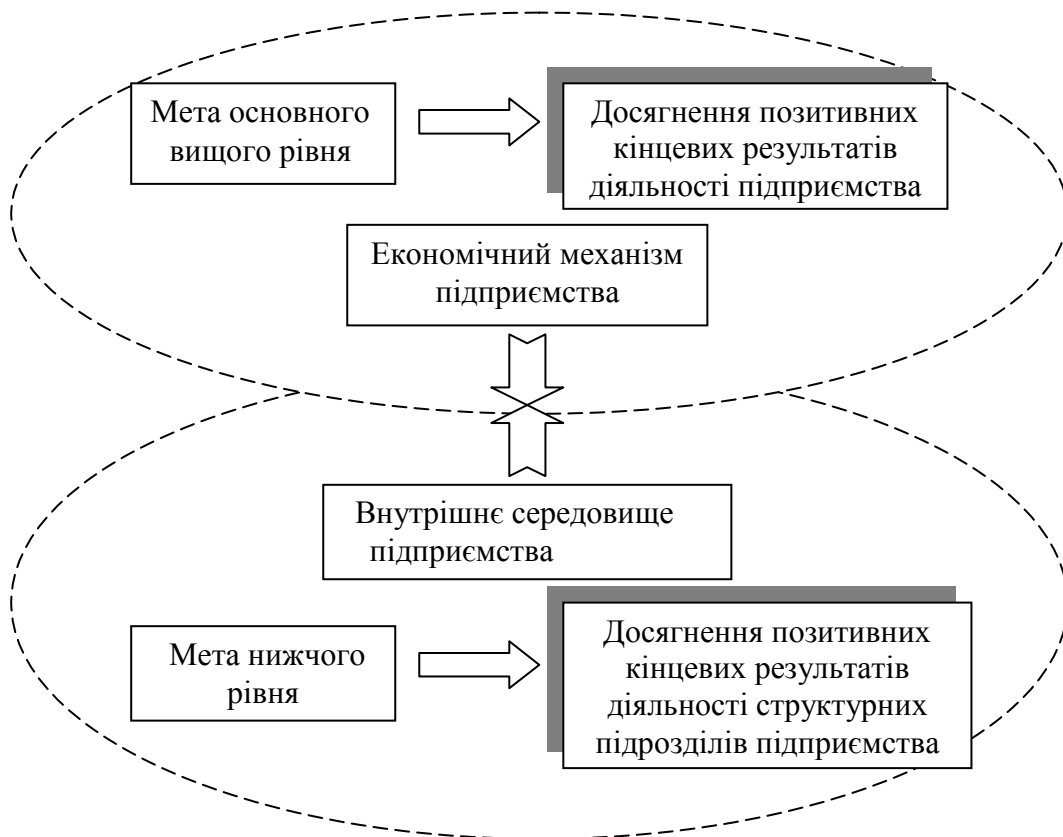 Мета основного
вищого рівня
Досягнення позитивних
кінцевих результатів
діяльності підприємства
Економічний механізм
підприємства
Внутрішнє середовище
підприємства
Мета нижчого
рівня
Досягнення позитивних
кінцевих результатів
діяльності структурних
підрозділів підприємства